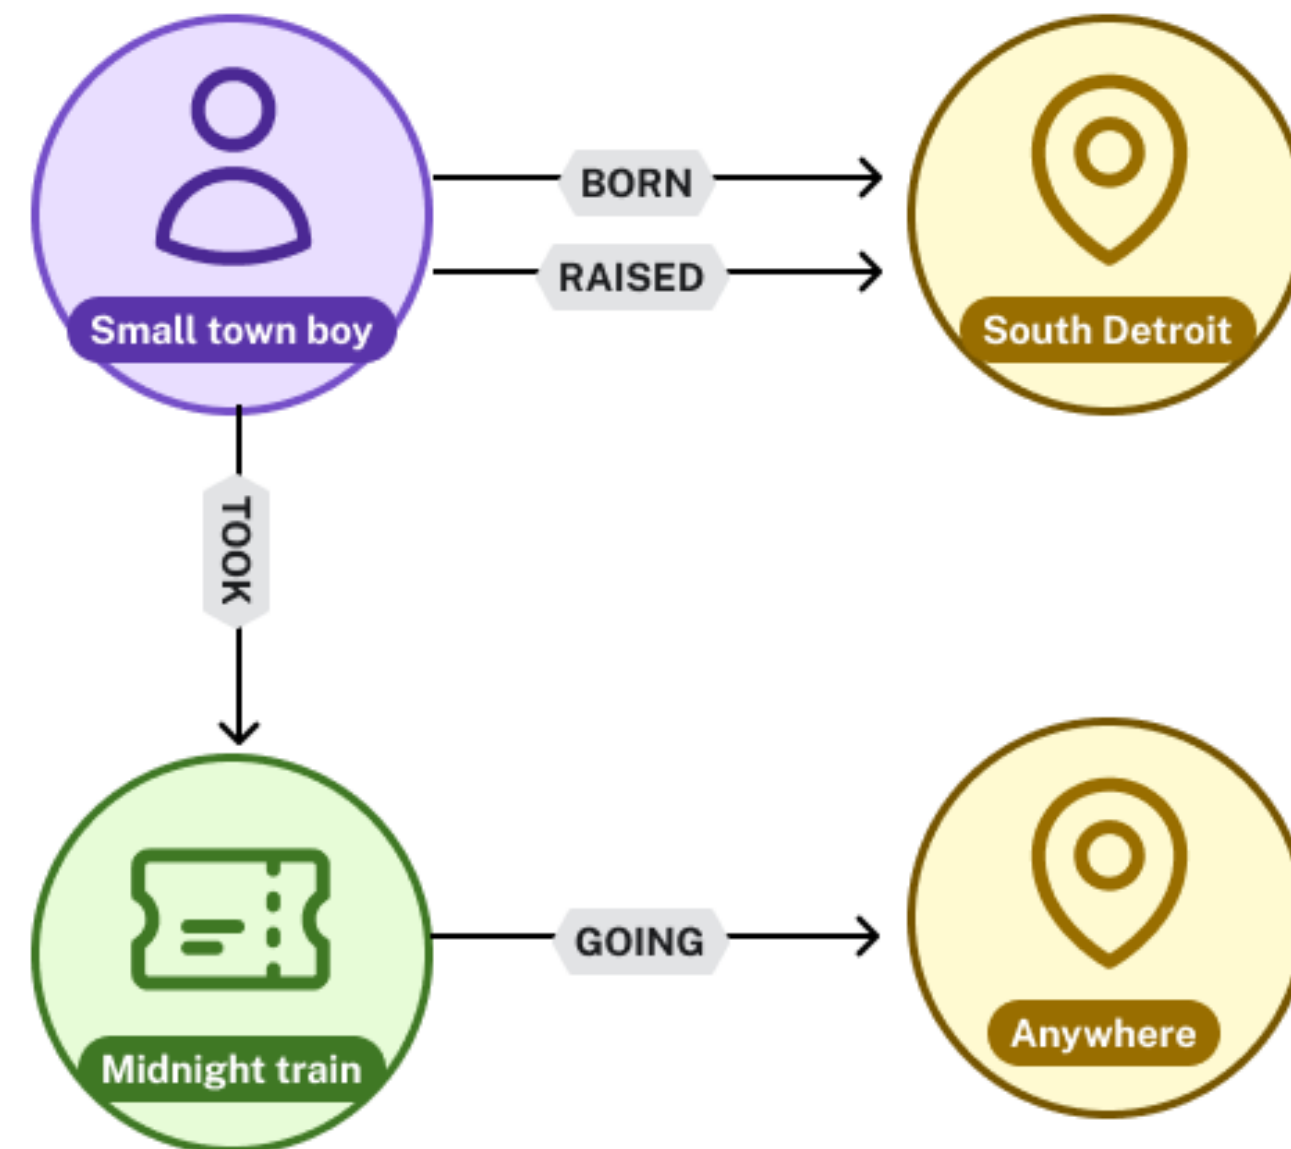 BORN
RAISED
Small town boy
South Detroit
TOOK
GOING
Anywhere
Midnight train